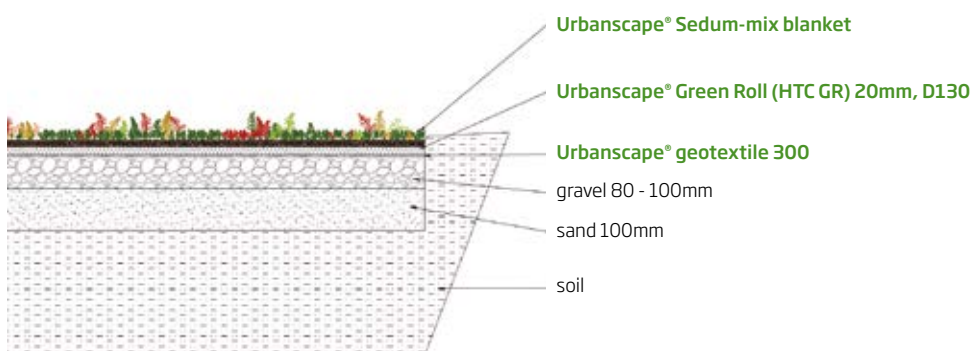 Urbanscape® Sedum-mix blanket
Urbanscape® Green Roll (HTC GR) 20mm, D130
Urbanscape® geotextile 300
gravel 80 - 100mm
sand 100mm
soil